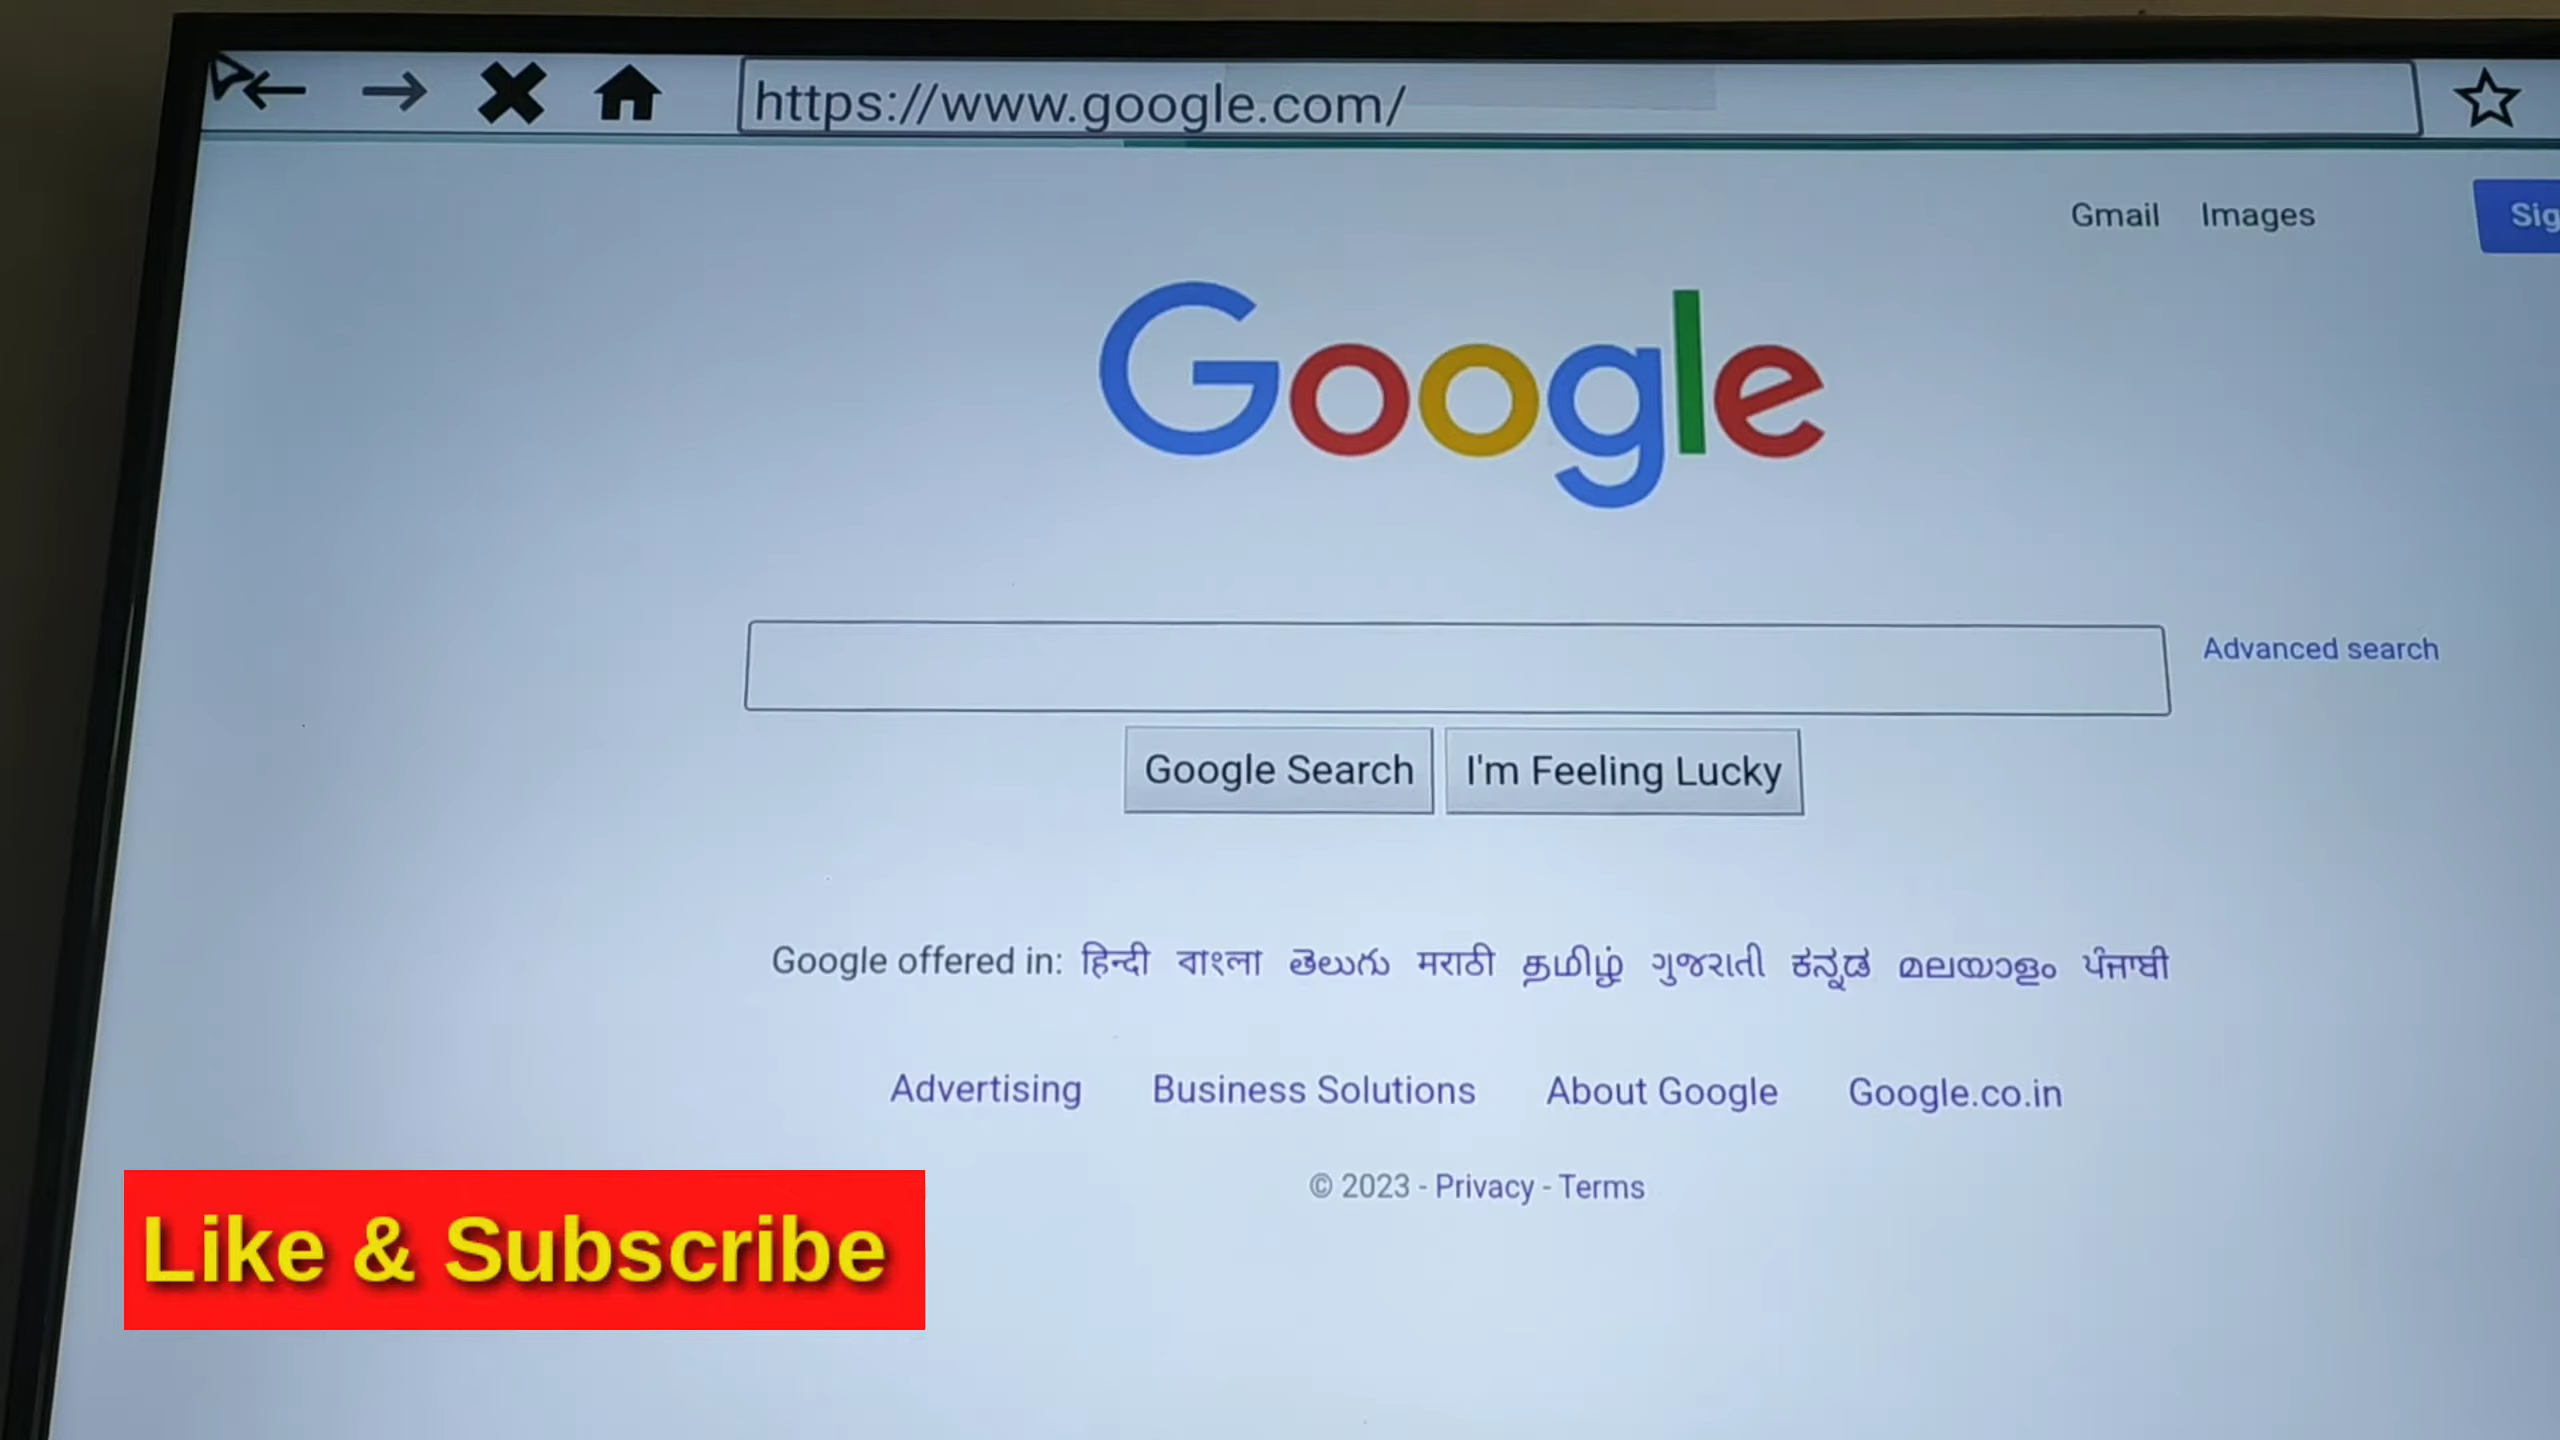 https://www.google.com/
Gmail Images
Google
Advanced search
Google Search I'm Feeling Lucky
Google offered in: हिन्दी বাংলা తెలుగు मराठी தமிழ் ગુજરાતી ಕನ್ನಡ മലയാളം ਪੰਜਾਬੀ
Advertising Business Solutions About Google Google.co.in
© 2023 - Privacy - Terms
Like & Subscribe